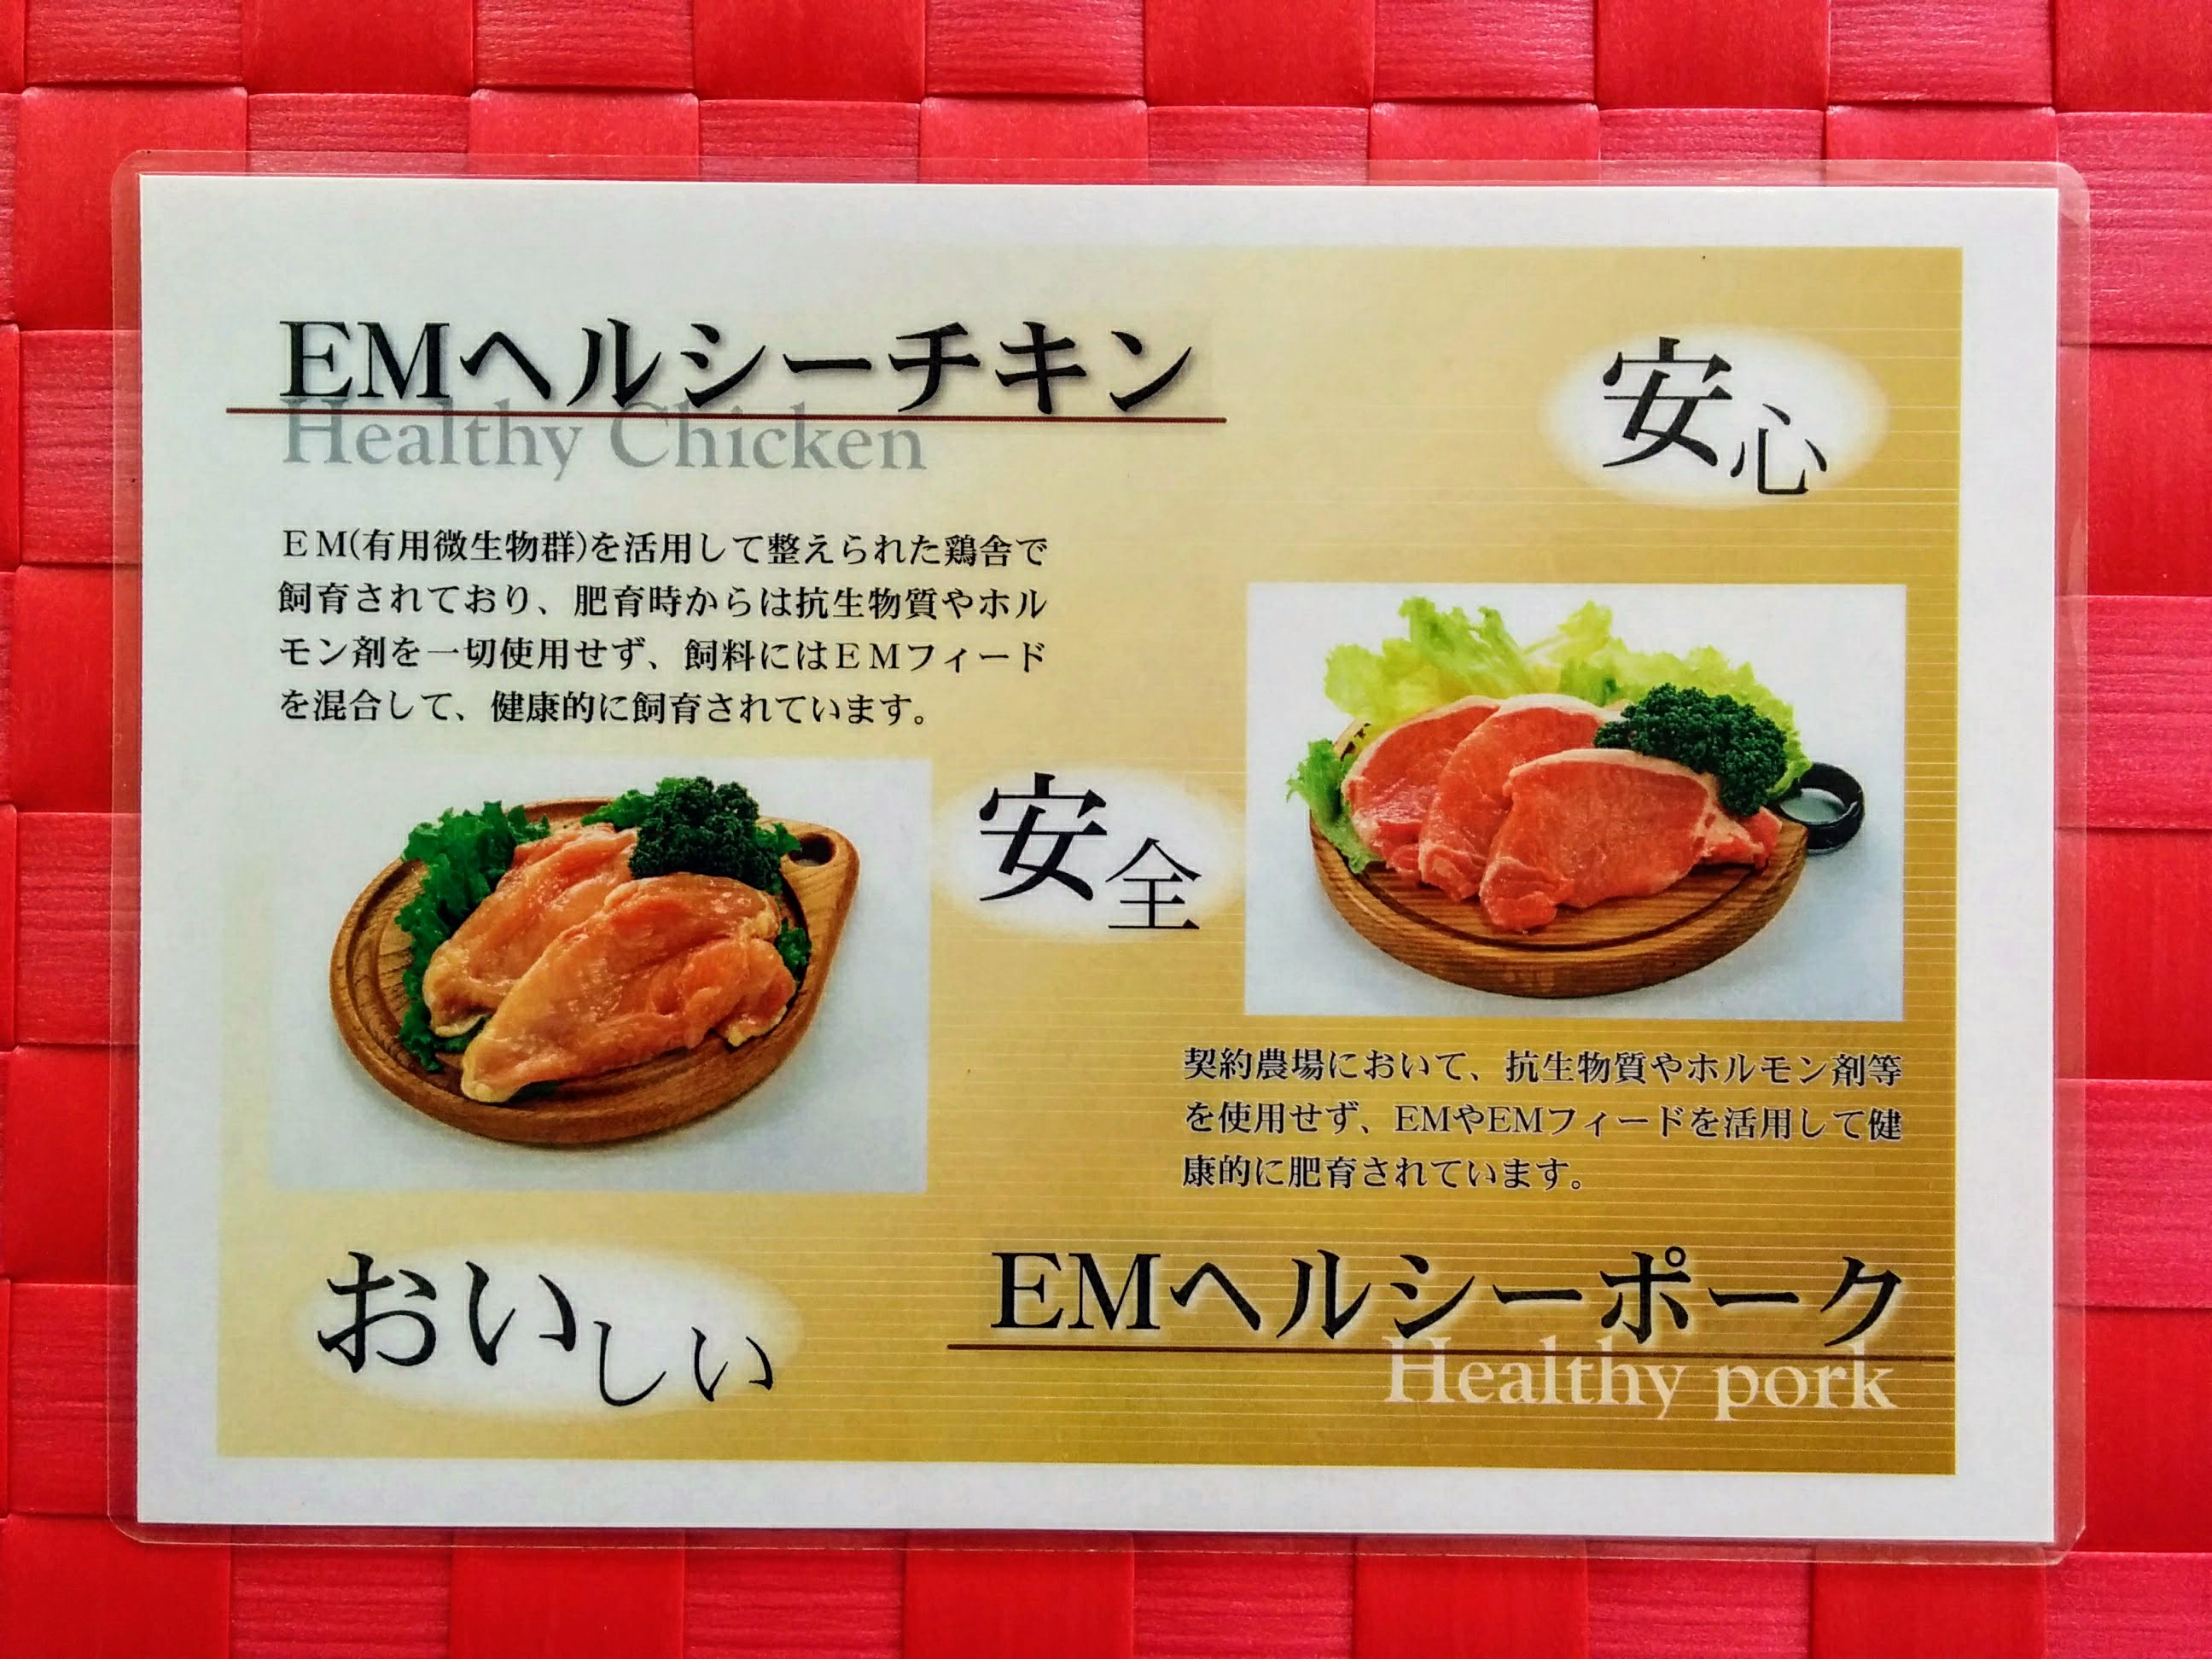 EMヘルシーチキン
Healthy Chicken
安心
EM(有用微生物群)を活用して整えられた鶏舎で
飼育されており、肥育時からは抗生物質やホル
モン剤を一切使用せず、飼料にはEMフィード
を混合して、健康的に飼育されています。
安全
契約農場において、抗生物質やホルモン剤等
を使用せず、EMやEMフィードを活用して健
康的に肥育されています。
おいしい
EMヘルシーポーク
Healthy pork